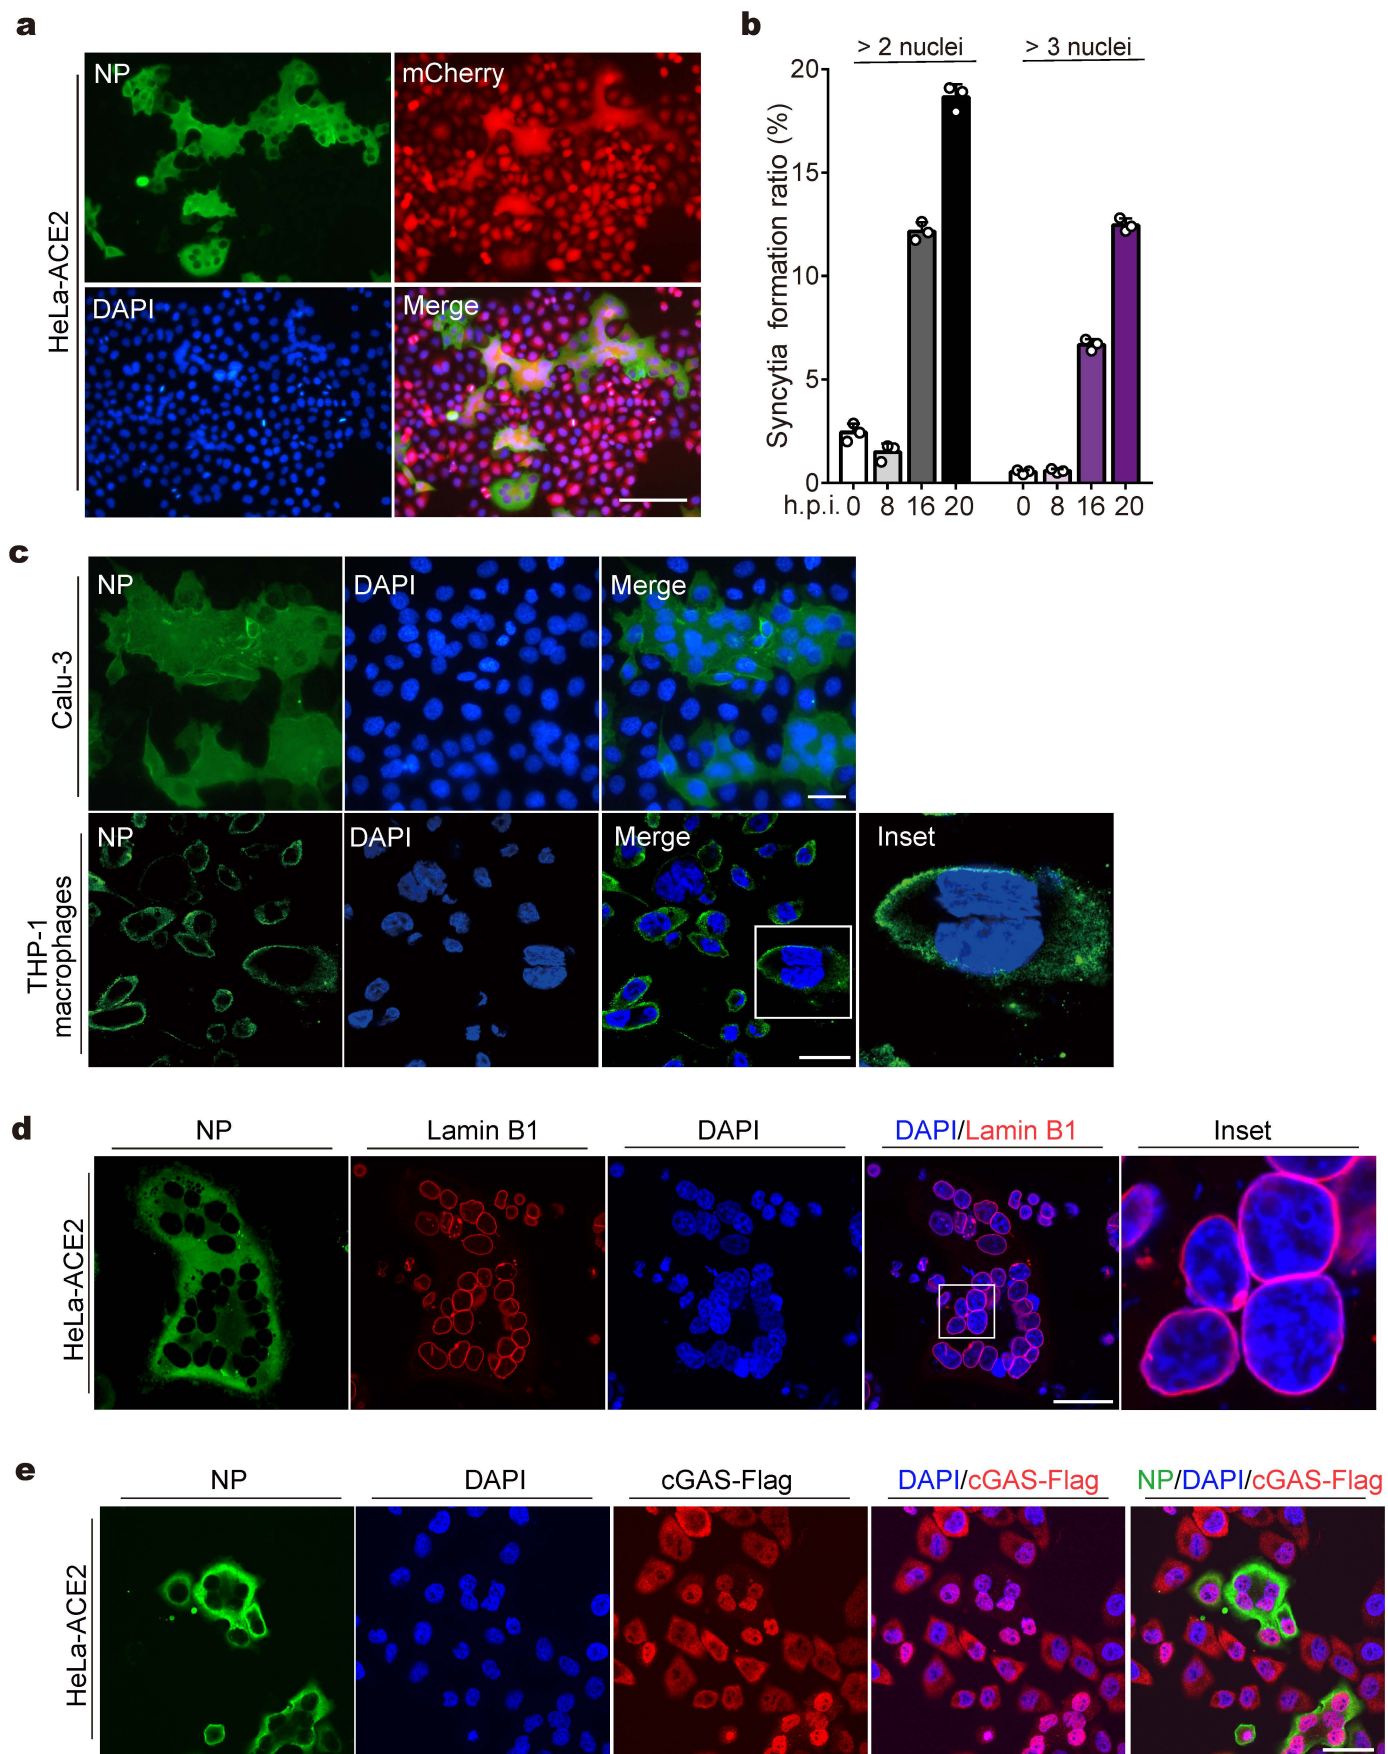 a
HeLa-ACE2
NP
mCherry
DAPI
Merge
b
> 2 nuclei
> 3 nuclei
Syncytia formation ratio (%)
20
15
10
5
0
h.p.i. 0 8 16 20 0 8 16 20
c
Calu-3
NP
DAPI
Merge
THP-1
macrophages
NP
DAPI
Merge
Inset
d
NP
Lamin B1
DAPI
DAPI/Lamin B1
Inset
HeLa-ACE2
e
NP
DAPI
cGAS-Flag
DAPI/cGAS-Flag
NP/DAPI/cGAS-Flag
HeLa-ACE2